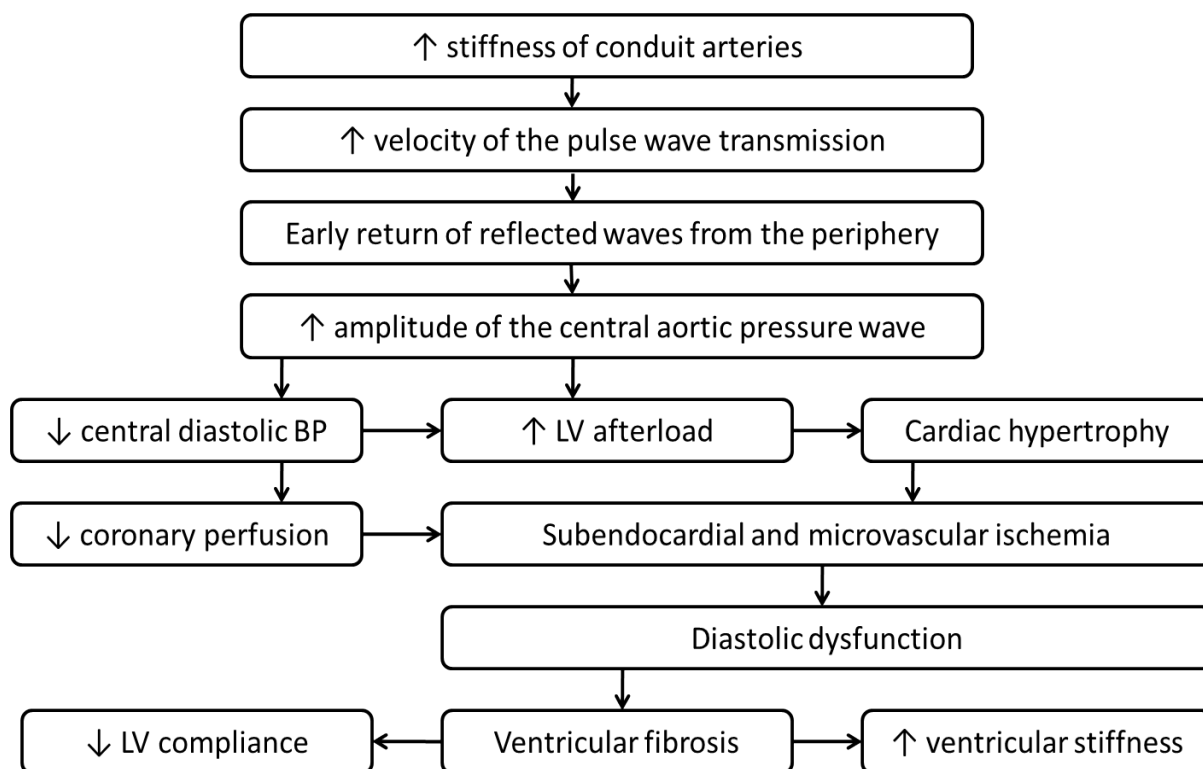 ↑ stiffness of conduit arteries
↑ velocity of the pulse wave transmission
Early return of reflected waves from the periphery
↑ amplitude of the central aortic pressure wave
↓ central diastolic BP
↑ LV afterload
Cardiac hypertrophy
↓ coronary perfusion
Subendocardial and microvascular ischemia
Diastolic dysfunction
↓ LV compliance
Ventricular fibrosis
↑ ventricular stiffness